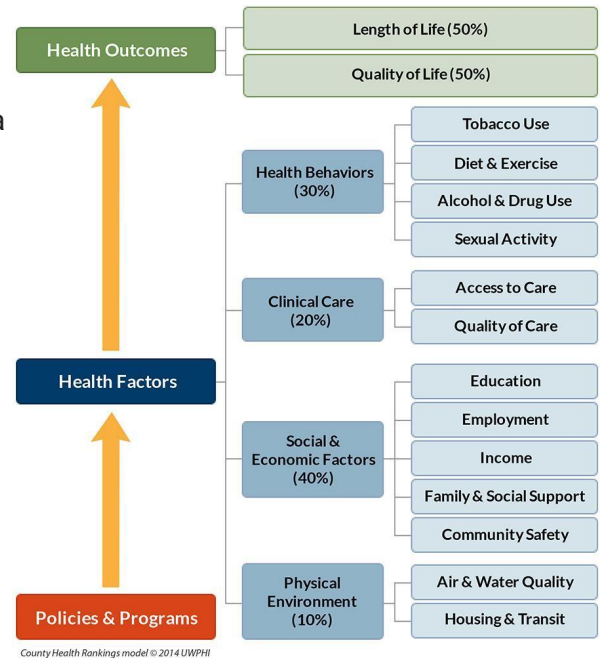 Health Outcomes
Length of Life (50%)
Quality of Life (50%)
a
Health Factors
Health Behaviors
(30%)
Tobacco Use
Diet & Exercise
Alcohol & Drug Use
Sexual Activity
Clinical Care
(20%)
Access to Care
Quality of Care
Social &
Economic Factors
(40%)
Education
Employment
Income
Family & Social Support
Community Safety
Physical
Environment
(10%)
Air & Water Quality
Housing & Transit
Policies & Programs
County Health Rankings model © 2014 UWPHI